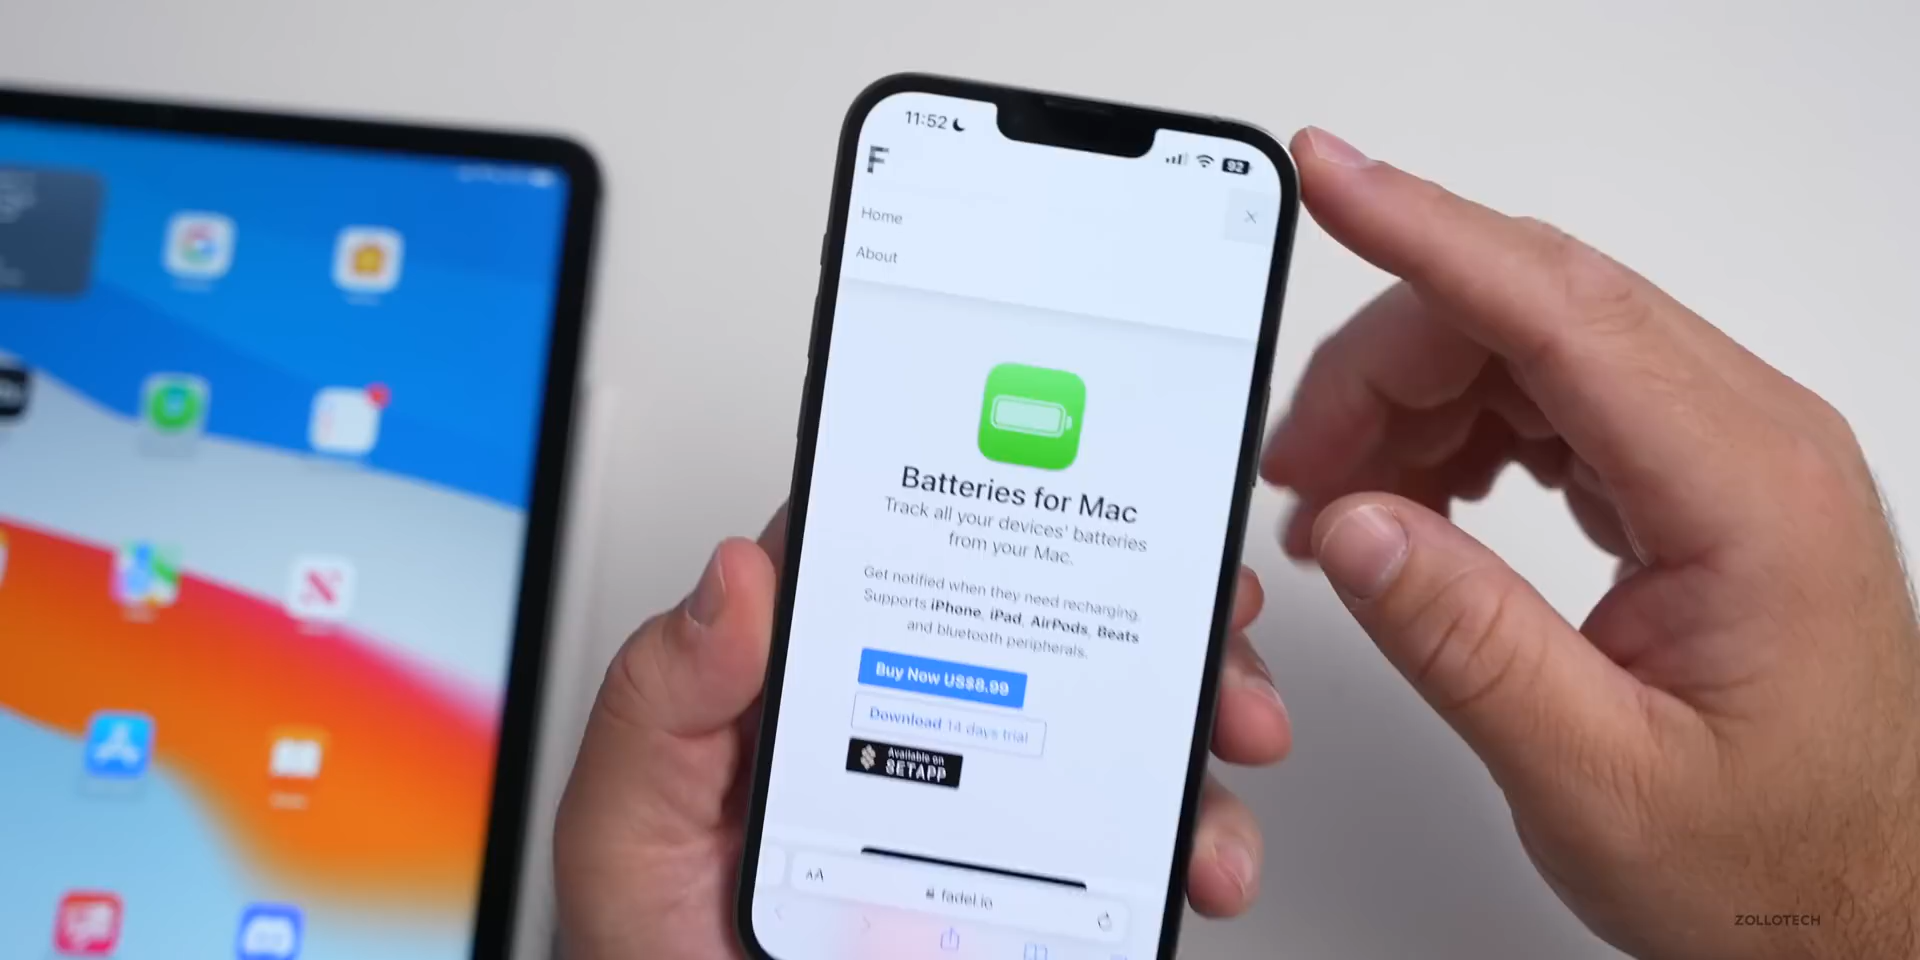 11:52
92
F
Home
About
Batteries for Mac
Track all your devices' batteries
from your Mac.
Get notified when they need recharging.
Supports iPhone, iPad, AirPods, Beats
and bluetooth peripherals.
Buy Now US$8.99
Download 14 days trial
Available on
SETAPP
AA
fadel.io
ZOLLOTECH